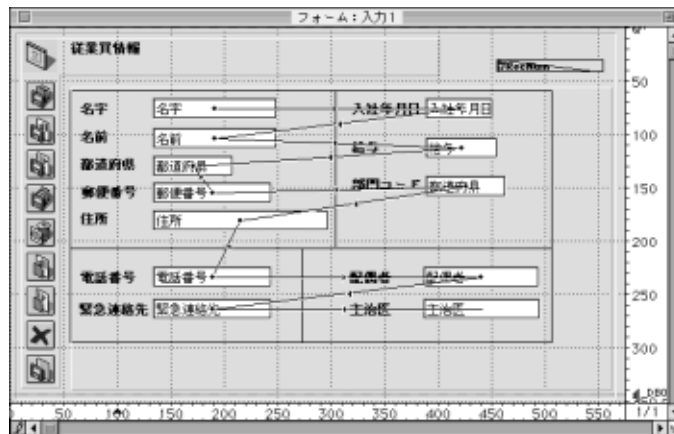 フォーム：入力1
従業員情報
名字 名字 入社年月日 入社年月日
名前 名前 給与 給与
都道府県 都道府県
郵便番号 郵便番号 部門コード 都道府県
住所 住所
電話番号 電話番号 配偶者 配偶者
緊急連絡先 緊急連絡先 主治医 主治医
50
100
150
200
250
300
50 100 150 200 250 300 350 400 450 500 550
1/1